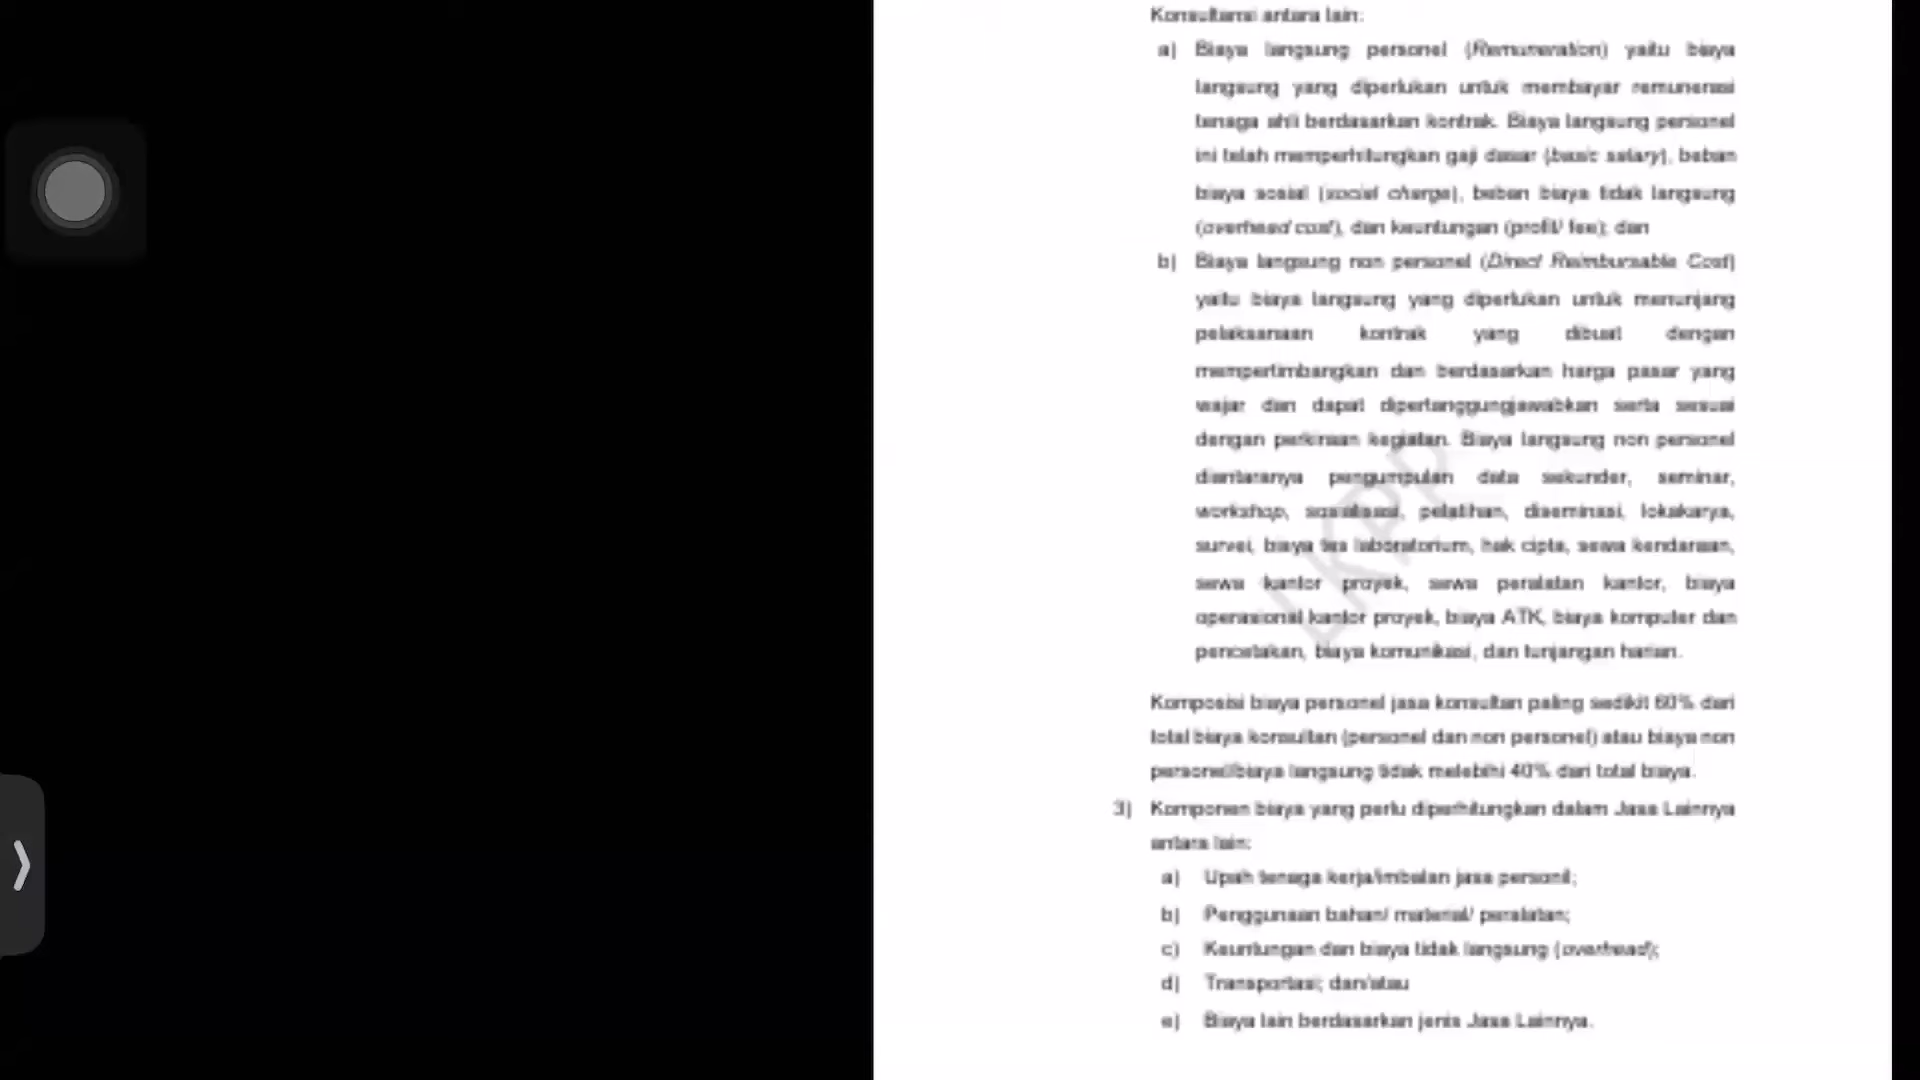 Konsultansi antara lain:
a) Biaya langsung personel (Remuneration) yaitu biaya
langsung yang diperlukan untuk membayar remunerasi
tenaga ahli berdasarkan kontrak. Biaya langsung personel
ini telah memperhitungkan gaji dasar (basic salary), beban
biaya sosial (social charge), beban biaya tidak langsung
(overhead cost), dan keuntungan (profit/ fee); dan
b) Biaya langsung non personel (Direct Reimbursable Cost)
yaitu biaya langsung yang diperlukan untuk menunjang
pelaksanaan kontrak yang dibuat dengan
mempertimbangkan dan berdasarkan harga pasar yang
wajar dan dapat dipertanggungjawabkan serta sesuai
dengan perkiraan kegiatan. Biaya langsung non personel
diantaranya pengumpulan data sekunder, seminar,
workshop, sosialisasi, pelatihan, diseminasi, lokakarya,
survei, biaya tes laboratorium, hak cipta, sewa kendaraan,
sewa kantor proyek, sewa peralatan kantor, biaya
operasional kantor proyek, biaya ATK, biaya komputer dan
pencetakan, biaya komunikasi, dan tunjangan harian.
LKPP
Komposisi biaya personel jasa konsultan paling sedikit 60% dari
total biaya konsultan (personel dan non personel) atau biaya non
personel/biaya langsung tidak melebihi 40% dari total biaya.
3) Komponen biaya yang perlu diperhitungkan dalam Jasa Lainnya
antara lain:
a) Upah tenaga kerja/imbalan jasa personil;
b) Penggunaan bahan/ material/ peralatan;
c) Keuntungan dan biaya tidak langsung (overhead);
d) Transportasi; dan/atau
e) Biaya lain berdasarkan jenis Jasa Lainnya.